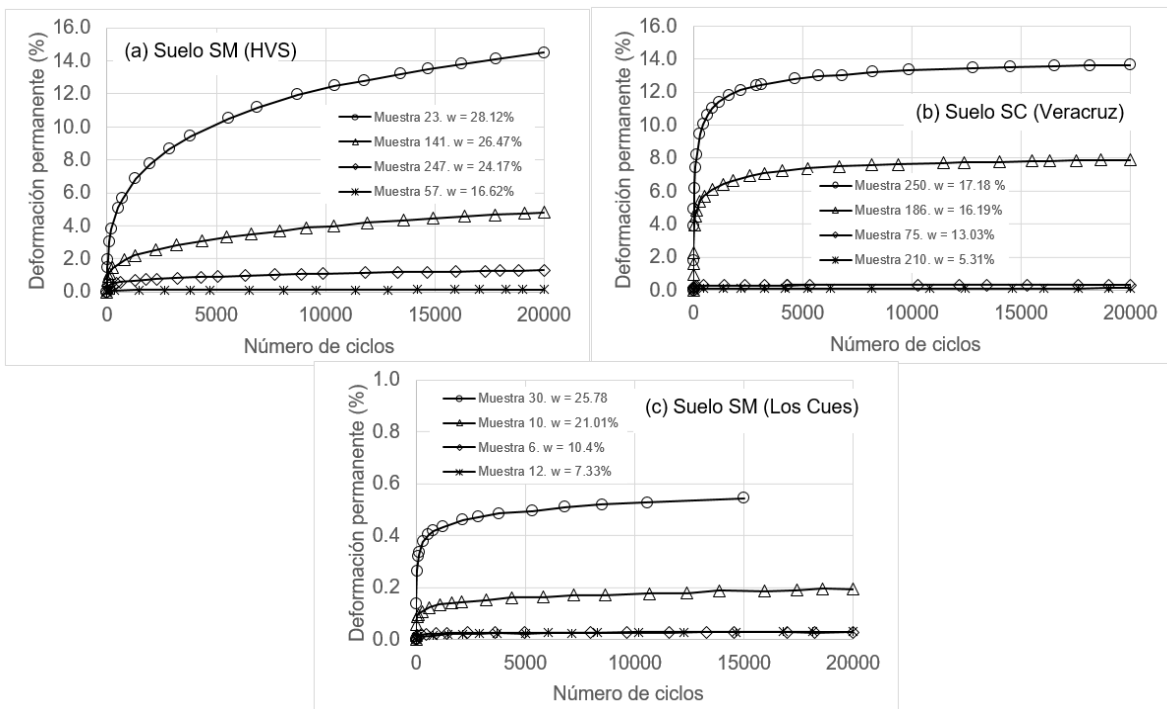 (a) Suelo SM (HVS)
Deformación permanente (%)
16.0
14.0
12.0
10.0
8.0
6.0
4.0
2.0
0.0
Muestra 23. w = 28.12%
Muestra 141. w = 26.47%
Muestra 247. w = 24.17%
Muestra 57. w = 16.62%
0 5000 10000 15000 20000
Número de ciclos
(b) Suelo SC (Veracruz)
Deformación permanente (%)
16.0
14.0
12.0
10.0
8.0
6.0
4.0
2.0
0.0
Muestra 250. w = 17.18 %
Muestra 186. w = 16.19%
Muestra 75. w = 13.03%
Muestra 210. w = 5.31%
0 5000 10000 15000 20000
Número de ciclos
(c) Suelo SM (Los Cues)
Deformación permanente (%)
1.0
0.8
0.6
0.4
0.2
0.0
Muestra 30. w = 25.78
Muestra 10. w = 21.01%
Muestra 6. w = 10.4%
Muestra 12. w = 7.33%
0 5000 10000 15000 20000
Número de ciclos